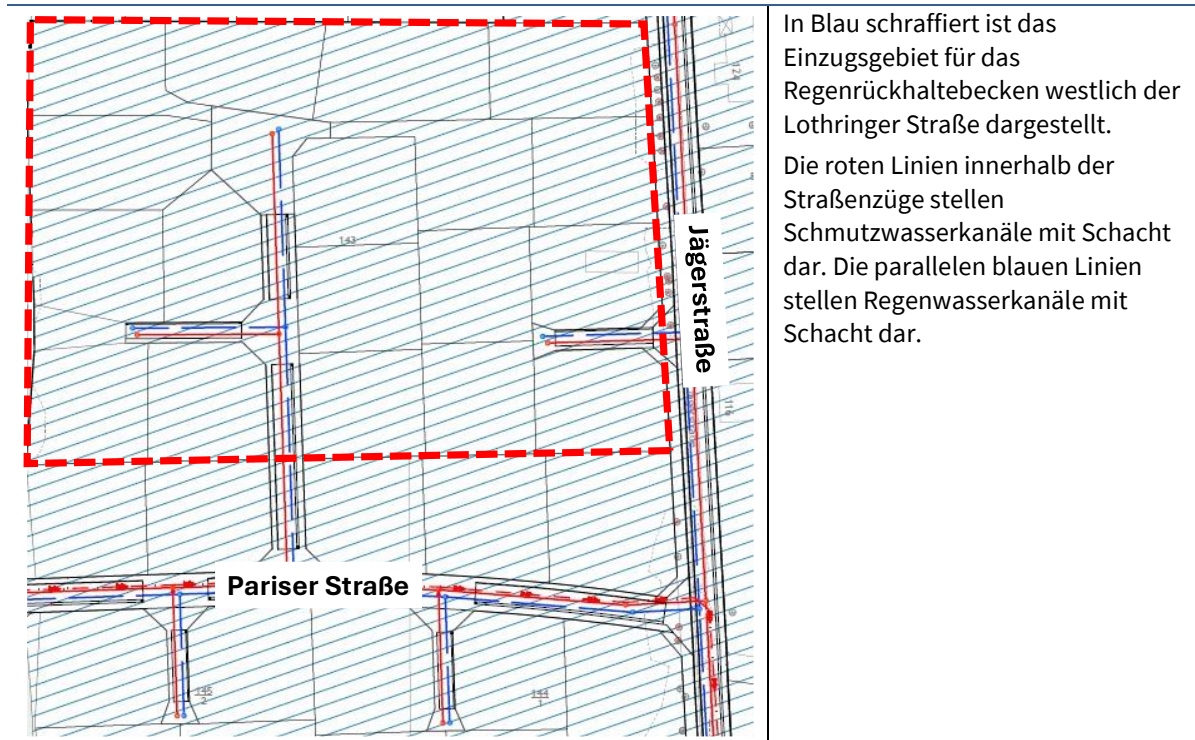 In Blau schraffiert ist das
Einzugsgebiet für das
Regenrückhaltebecken westlich der
Lothringer Straße dargestellt.
Die roten Linien innerhalb der
Straßenzüge stellen
Schmutzwasserkanäle mit Schacht
dar. Die parallelen blauen Linien
stellen Regenwasserkanäle mit
Schacht dar.
124
Jägerstraße
143
Pariser Straße
145
2
144
1